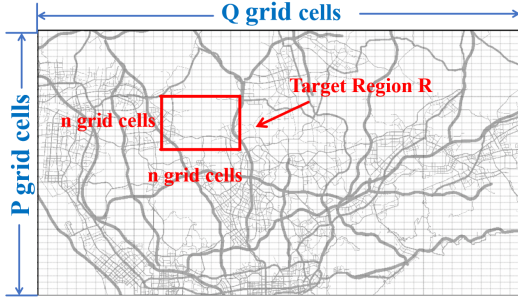 Q grid cells
P grid cells
Target Region R
n grid cells
n grid cells